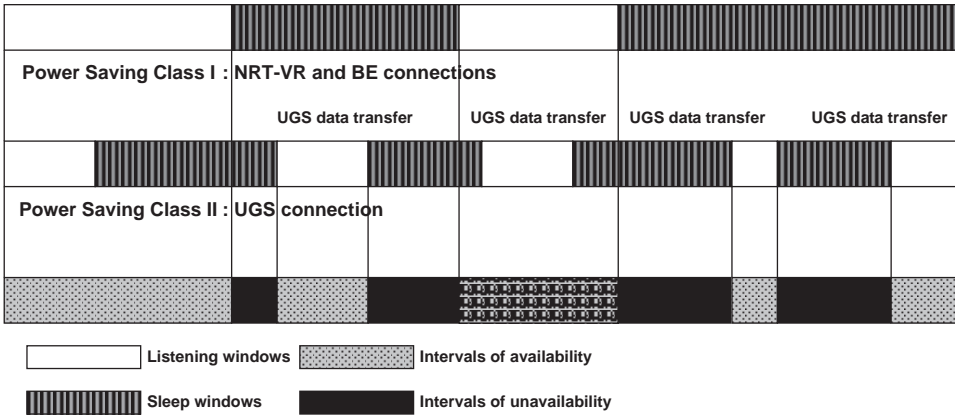 Power Saving Class I : NRT-VR and BE connections
UGS data transfer UGS data transfer UGS data transfer UGS data transfer
Power Saving Class II : UGS connection
Listening windows Intervals of availability
Sleep windows Intervals of unavailability